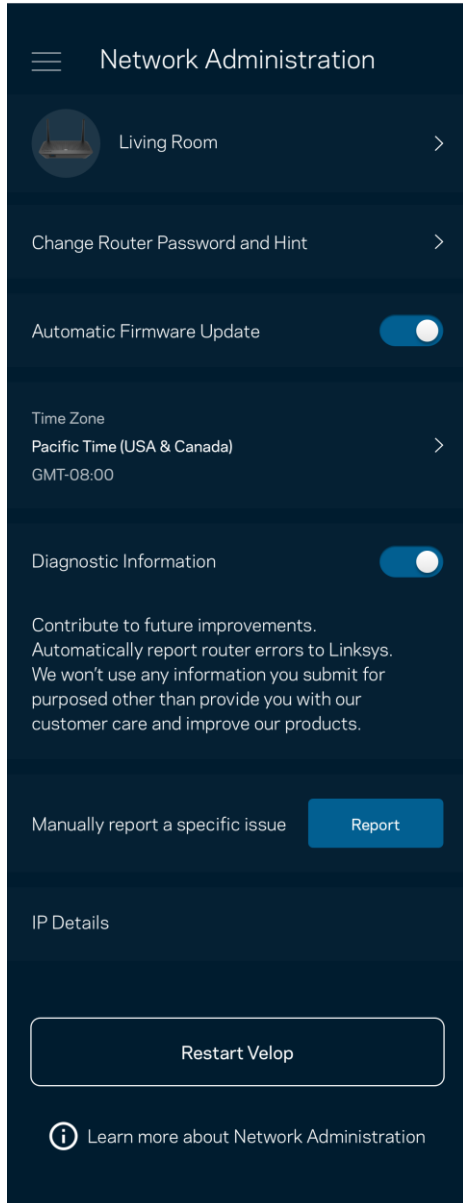 Network Administration
Living Room
Change Router Password and Hint
Automatic Firmware Update
Time Zone
Pacific Time (USA & Canada)
GMT-08:00
Diagnostic Information
Contribute to future improvements.
Automatically report router errors to Linksys.
We won't use any information you submit for
purposed other than provide you with our
customer care and improve our products.
Manually report a specific issue
Report
IP Details
Restart Velop
Learn more about Network Administration